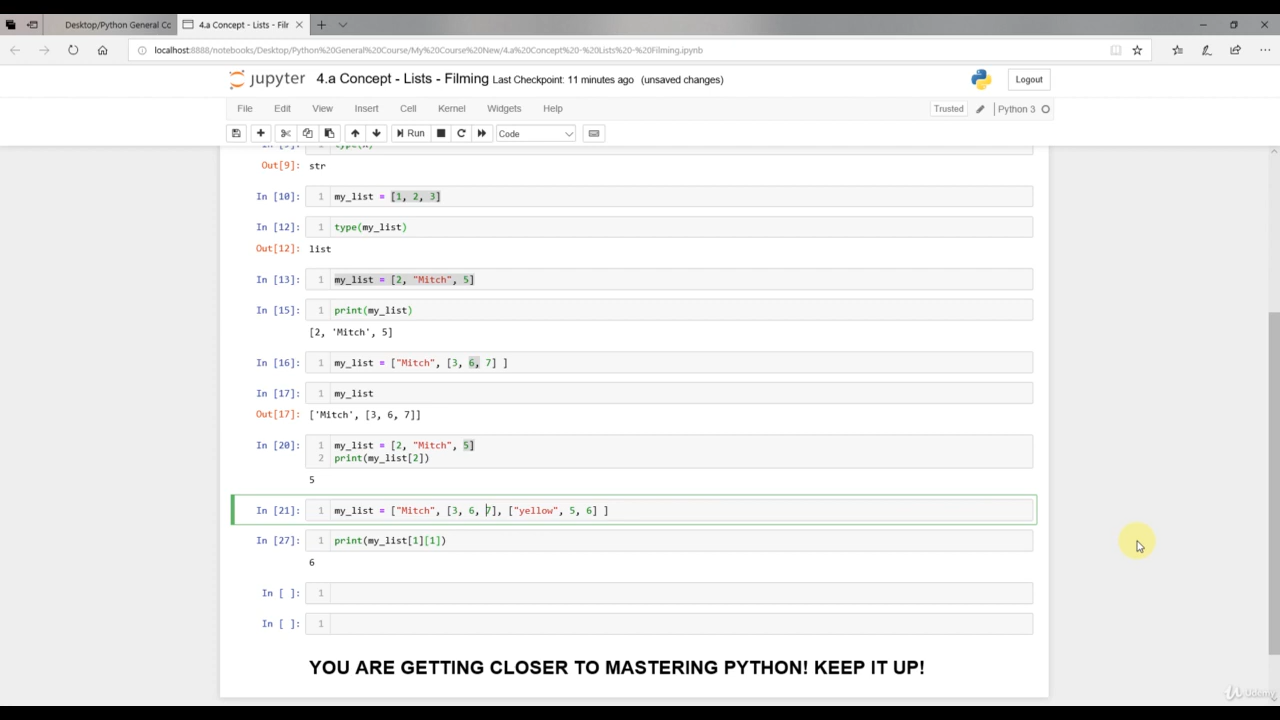 Desktop/Python General Cc
4.a Concept - Lists - Filr
localhost:8888/notebooks/Desktop/Python%20General%20Course/My%20Course%20New/4.a%20Concept%20-%20Lists%20-%20Filming.ipynb
jupyter 4.a Concept - Lists - Filming Last Checkpoint: 11 minutes ago (unsaved changes) Logout
File Edit View Insert Cell Kernel Widgets Help Trusted Python 3
Run Code
In [9]: type(x)
Out[9]: str
In [10]: 1 my_list = [1, 2, 3]
In [12]: 1 type(my_list)
Out[12]: list
In [13]: 1 my_list = [2, "Mitch", 5]
In [15]: 1 print(my_list)
[2, 'Mitch', 5]
In [16]: 1 my_list = ["Mitch", [3, 6, 7] ]
In [17]: 1 my_list
Out[17]: ['Mitch', [3, 6, 7]]
In [20]: 1 my_list = [2, "Mitch", 5]
2 print(my_list[2])
5
In [21]: 1 my_list = ["Mitch", [3, 6, 7], ["yellow", 5, 6] ]
In [27]: 1 print(my_list[1][1])
6
In [ ]: 1
In [ ]: 1
YOU ARE GETTING CLOSER TO MASTERING PYTHON! KEEP IT UP!
Udemy